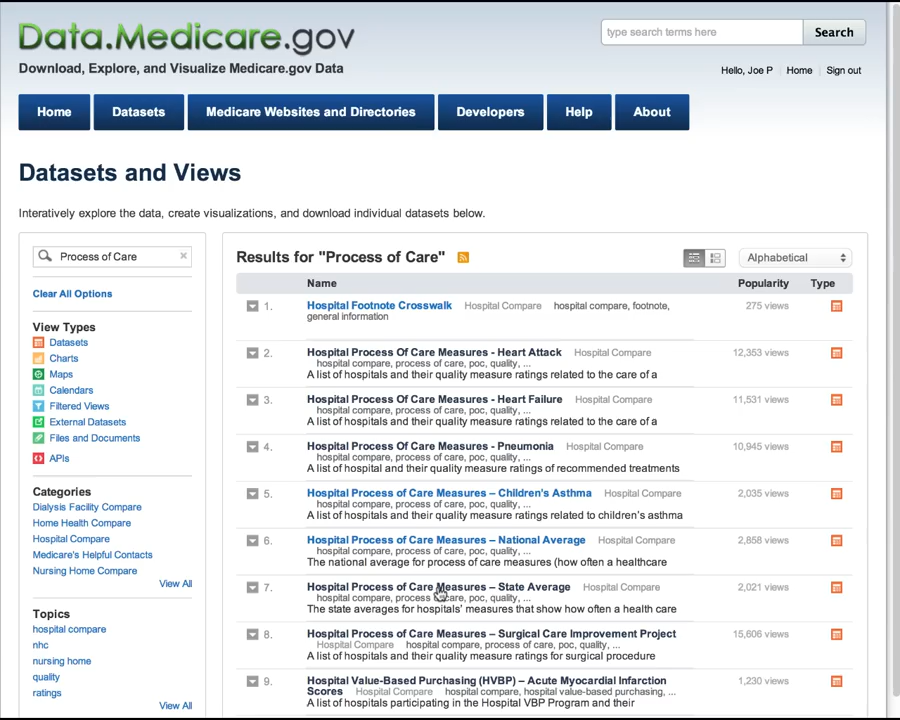 Data.Medicare.gov
Download, Explore, and Visualize Medicare.gov Data
type search terms here
Search
Hello, Joe P
Home
Sign out
Home
Datasets
Medicare Websites and Directories
Developers
Help
About
Datasets and Views
Interatively explore the data, create visualizations, and download individual datasets below.
Process of Care
Clear All Options
View Types
Datasets
Charts
Maps
Calendars
Filtered Views
External Datasets
Files and Documents
APIs
Categories
Dialysis Facility Compare
Home Health Compare
Hospital Compare
Medicare's Helpful Contacts
Nursing Home Compare
View All
Topics
hospital compare
nhc
nursing home
quality
ratings
View All
Results for "Process of Care"
Alphabetical
Name Popularity Type
1. Hospital Footnote Crosswalk Hospital Compare hospital compare, footnote, 275 views
general information
2. Hospital Process Of Care Measures - Heart Attack Hospital Compare 12,353 views
hospital compare, process of care, poc, quality, ...
A list of hospitals and their quality measure ratings related to the care of a
3. Hospital Process Of Care Measures - Heart Failure Hospital Compare 11,531 views
hospital compare, process of care, poc, quality, ...
A list of hospitals and their quality measure ratings related to the care of a
4. Hospital Process Of Care Measures - Pneumonia Hospital Compare 10,945 views
hospital compare, process of care, poc, quality, ...
A list of hospital and their quality measure ratings of recommended treatments
5. Hospital Process of Care Measures – Children's Asthma Hospital Compare 2,035 views
hospital compare, process of care, poc, quality, ...
A list of hospitals and their quality measure ratings related to children's asthma
6. Hospital Process of Care Measures – National Average Hospital Compare 2,858 views
hospital compare, process of care, poc, quality, ...
The national average for process of care measures (how often a healthcare
7. Hospital Process of Care Measures – State Average Hospital Compare 2,021 views
hospital compare, process of care, poc, quality, ...
The state averages for hospitals' measures that show how often a health care
8. Hospital Process of Care Measures – Surgical Care Improvement Project 15,606 views
Hospital Compare hospital compare, process of care, poc, quality, ...
A list of hospitals and their quality measure ratings for surgical procedure
9. Hospital Value-Based Purchasing (HVBP) – Acute Myocardial Infarction 1,230 views
Scores Hospital Compare hospital compare, hospital value-based purchasing, ...
A list of hospitals participating in the Hospital VBP Program and their